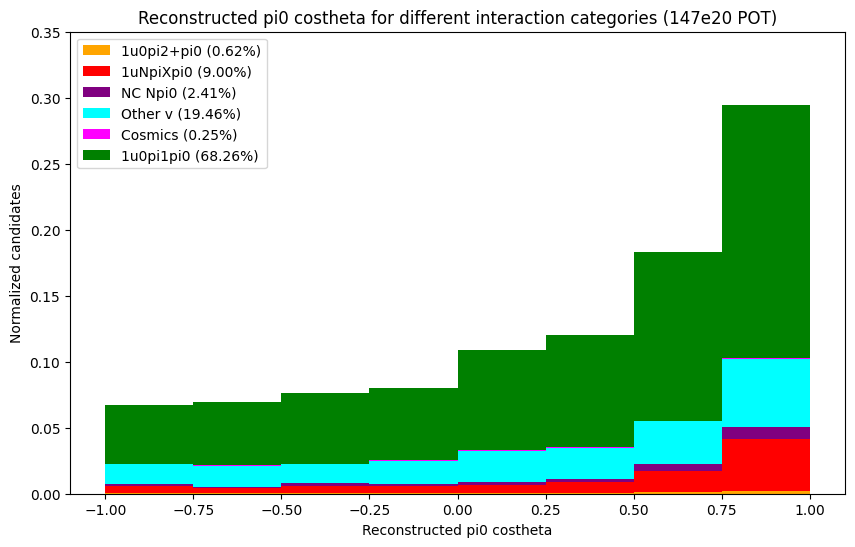 Reconstructed pi0 costheta for different interaction categories (147e20 POT)
0.35
0.30
0.25
0.20
0.15
0.10
0.05
0.00
Normalized candidates
1u0pi2+pi0 (0.62%)
1uNpiXpi0 (9.00%)
NC Npi0 (2.41%)
Other v (19.46%)
Cosmics (0.25%)
1u0pi1pi0 (68.26%)
−1.00 −0.75 −0.50 −0.25 0.00 0.25 0.50 0.75 1.00
Reconstructed pi0 costheta